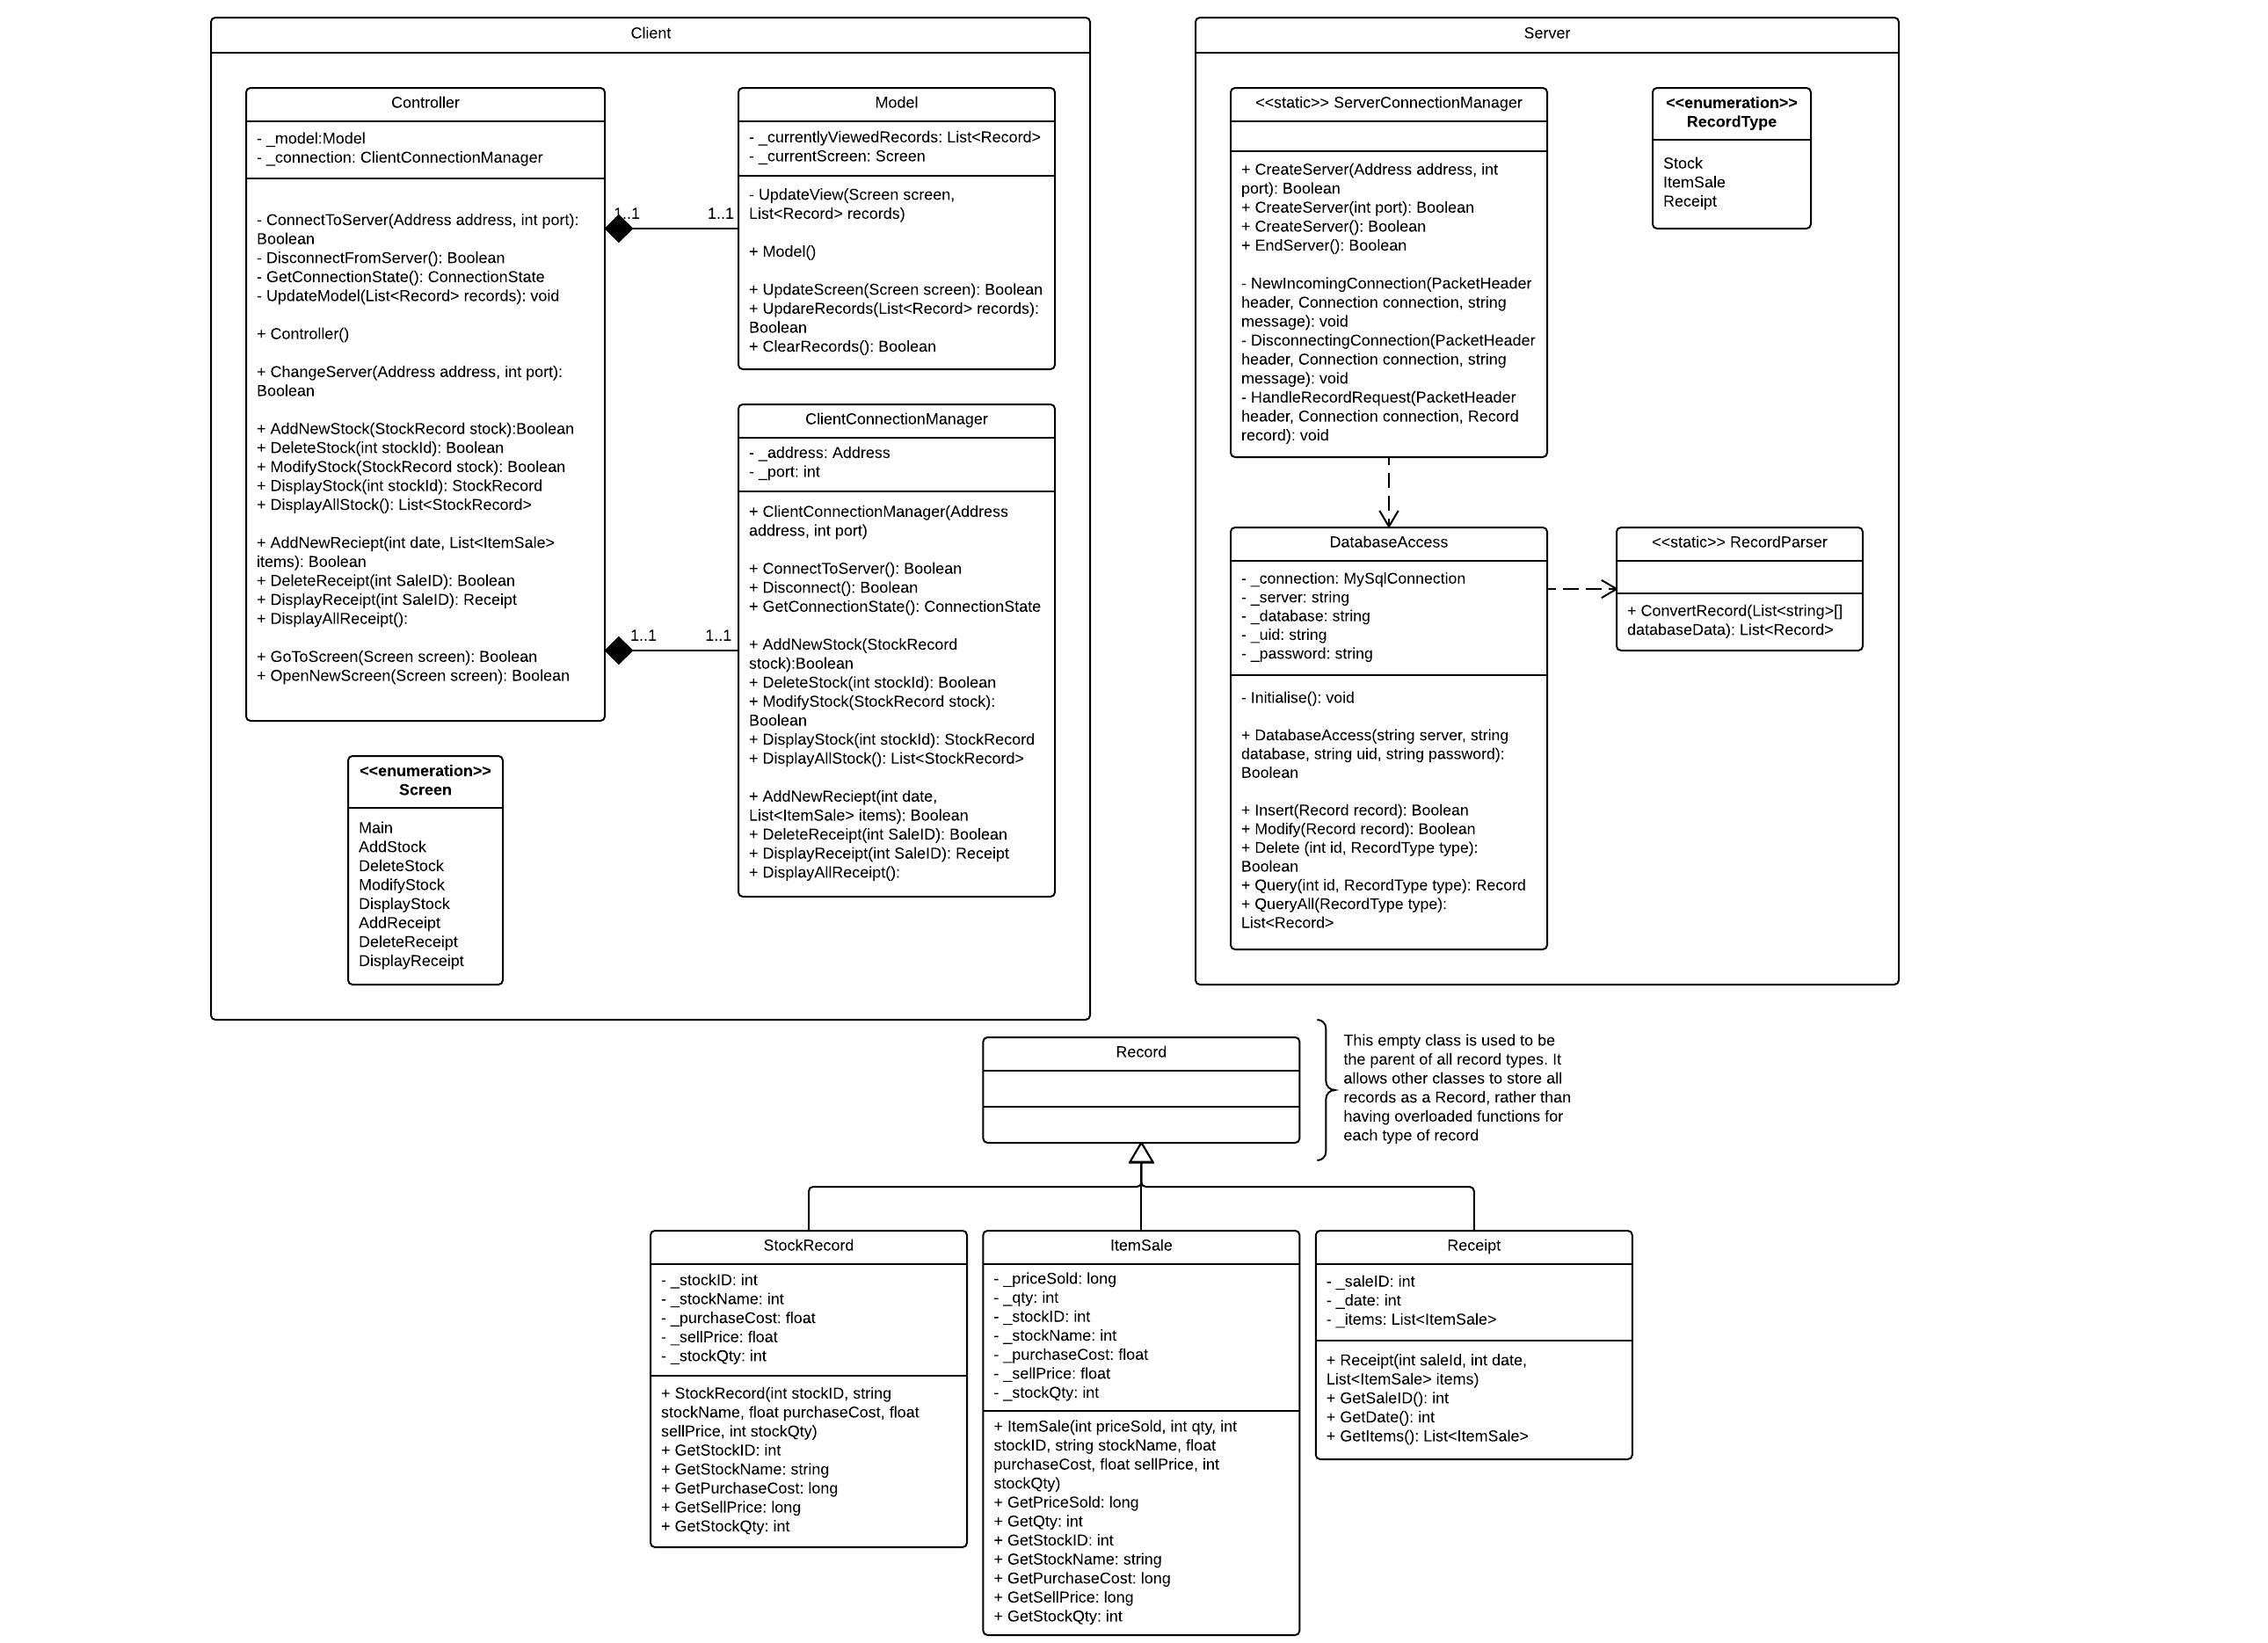 Client
Controller
- _model:Model
- _connection: ClientConnectionManager
- ConnectToServer(Address address, int port):
Boolean
- DisconnectFromServer(): Boolean
- GetConnectionState(): ConnectionState
- UpdateModel(List<Record> records): void
+ Controller()
+ ChangeServer(Address address, int port):
Boolean
+ AddNewStock(StockRecord stock):Boolean
+ DeleteStock(int stockId): Boolean
+ ModifyStock(StockRecord stock): Boolean
+ DisplayStock(int stockId): StockRecord
+ DisplayAllStock(): List<StockRecord>
+ AddNewReciept(int date, List<ItemSale>
items): Boolean
+ DeleteReceipt(int SaleID): Boolean
+ DisplayReceipt(int SaleID): Receipt
+ DisplayAllReceipt():
+ GoToScreen(Screen screen): Boolean
+ OpenNewScreen(Screen screen): Boolean
1..1
1..1
1..1
1..1
Model
- _currentlyViewedRecords: List<Record>
- _currentScreen: Screen
- UpdateView(Screen screen,
List<Record> records)
+ Model()
+ UpdateScreen(Screen screen): Boolean
+ UpdareRecords(List<Record> records):
Boolean
+ ClearRecords(): Boolean
ClientConnectionManager
- _address: Address
- _port: int
+ ClientConnectionManager(Address
address, int port)
+ ConnectToServer(): Boolean
+ Disconnect(): Boolean
+ GetConnectionState(): ConnectionState
+ AddNewStock(StockRecord
stock):Boolean
+ DeleteStock(int stockId): Boolean
+ ModifyStock(StockRecord stock):
Boolean
+ DisplayStock(int stockId): StockRecord
+ DisplayAllStock(): List<StockRecord>
+ AddNewReciept(int date,
List<ItemSale> items): Boolean
+ DeleteReceipt(int SaleID): Boolean
+ DisplayReceipt(int SaleID): Receipt
+ DisplayAllReceipt():
<<enumeration>>
Screen
Main
AddStock
DeleteStock
ModifyStock
DisplayStock
AddReceipt
DeleteReceipt
DisplayReceipt
Server
<<static>> ServerConnectionManager
+ CreateServer(Address address, int
port): Boolean
+ CreateServer(int port): Boolean
+ CreateServer(): Boolean
+ EndServer(): Boolean
- NewIncomingConnection(PacketHeader
header, Connection connection, string
message): void
- DisconnectingConnection(PacketHeader
header, Connection connection, string
message): void
- HandleRecordRequest(PacketHeader
header, Connection connection, Record
record): void
<<enumeration>>
RecordType
Stock
ItemSale
Receipt
DatabaseAccess
- _connection: MySqlConnection
- _server: string
- _database: string
- _uid: string
- _password: string
- Initialise(): void
+ DatabaseAccess(string server, string
database, string uid, string password):
Boolean
+ Insert(Record record): Boolean
+ Modify(Record record): Boolean
+ Delete (int id, RecordType type):
Boolean
+ Query(int id, RecordType type): Record
+ QueryAll(RecordType type):
List<Record>
<<static>> RecordParser
+ ConvertRecord(List<string>[]
databaseData): List<Record>
Record
This empty class is used to be
the parent of all record types. It
allows other classes to store all
records as a Record, rather than
having overloaded functions for
each type of record
StockRecord
- _stockID: int
- _stockName: int
- _purchaseCost: float
- _sellPrice: float
- _stockQty: int
+ StockRecord(int stockID, string
stockName, float purchaseCost, float
sellPrice, int stockQty)
+ GetStockID: int
+ GetStockName: string
+ GetPurchaseCost: long
+ GetSellPrice: long
+ GetStockQty: int
ItemSale
- _priceSold: long
- _qty: int
- _stockID: int
- _stockName: int
- _purchaseCost: float
- _sellPrice: float
- _stockQty: int
+ ItemSale(int priceSold, int qty, int
stockID, string stockName, float
purchaseCost, float sellPrice, int
stockQty)
+ GetPriceSold: long
+ GetQty: int
+ GetStockID: int
+ GetStockName: string
+ GetPurchaseCost: long
+ GetSellPrice: long
+ GetStockQty: int
Receipt
- _saleID: int
- _date: int
- _items: List<ItemSale>
+ Receipt(int saleId, int date,
List<ItemSale> items)
+ GetSaleID(): int
+ GetDate(): int
+ GetItems(): List<ItemSale>